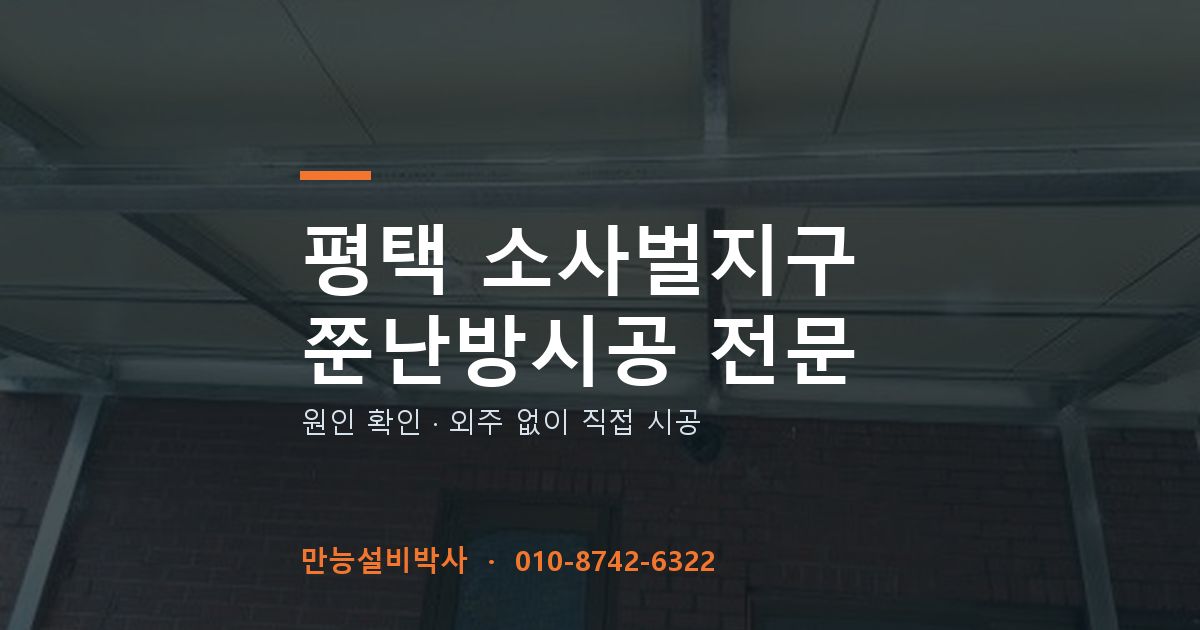 평택 소사벌지구
쭌난방시공 전문
원인 확인 · 외주 없이 직접 시공
만능설비박사 · 010-8742-6322